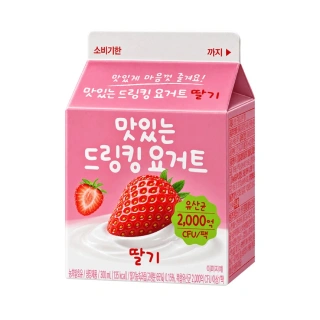 소비기한
까지 ▶
맛있게 마음껏 즐겨요!
맛있는 드링킹 요거트 딸기
맛있는
드링킹 요거트
유산균
2,000억
CFU/팩
딸기